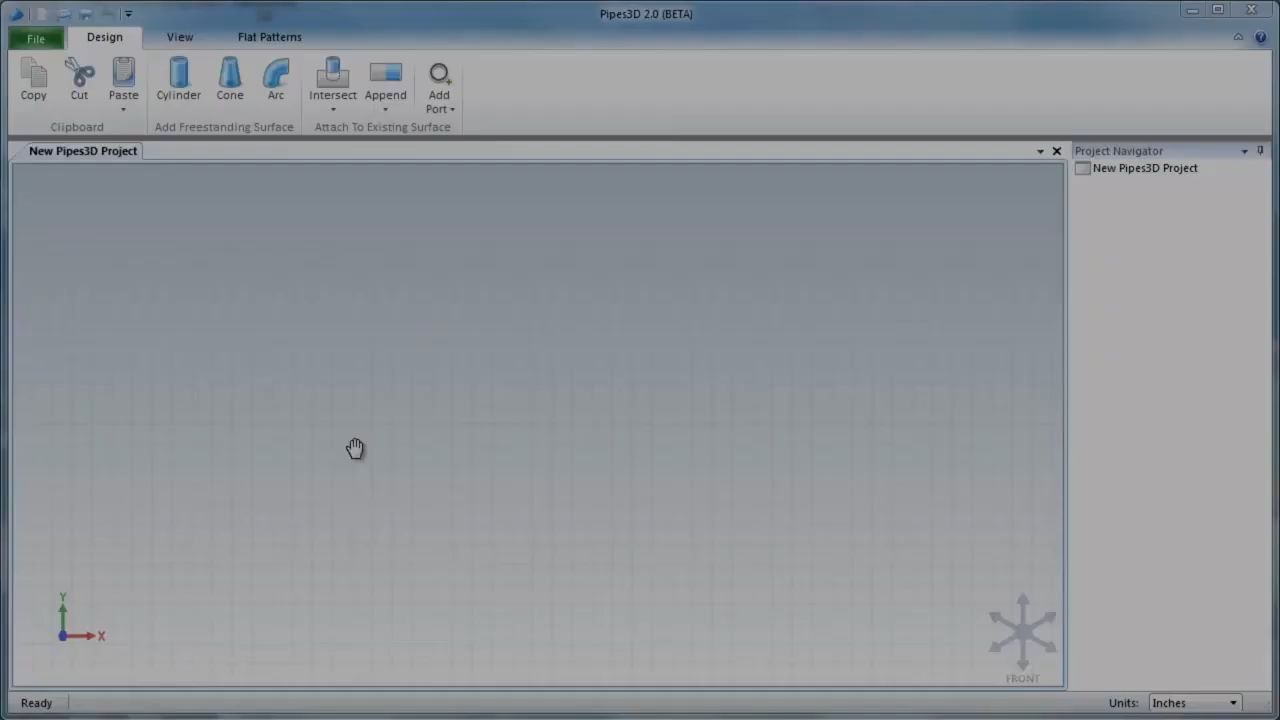 Pipes3D 2.0 (BETA)
File Design View Flat Patterns
Copy Cut Paste Cylinder Cone Arc Intersect Append Add Port
Clipboard Add Freestanding Surface Attach To Existing Surface
New Pipes3D Project
Project Navigator
New Pipes3D Project
Y
X
FRONT
Ready Units: Inches